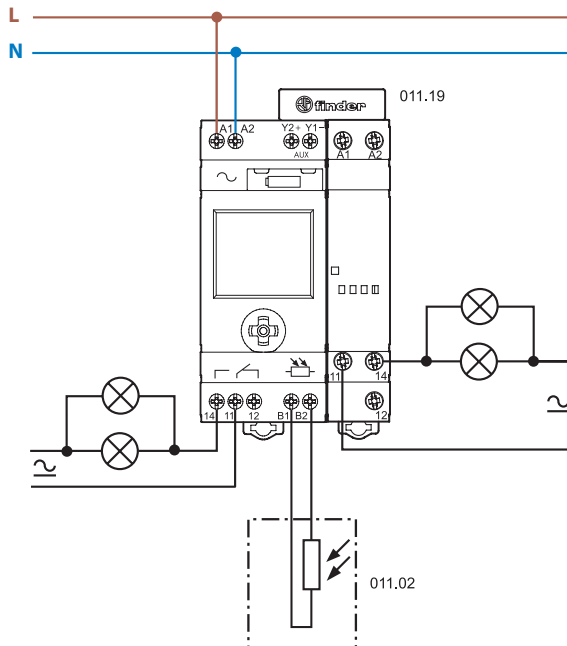 L
N
finder
011.19
A1 A2 Y2+ Y1-
AUX
A1 A2
11 14
12
14 11 12 B1 B2
011.02